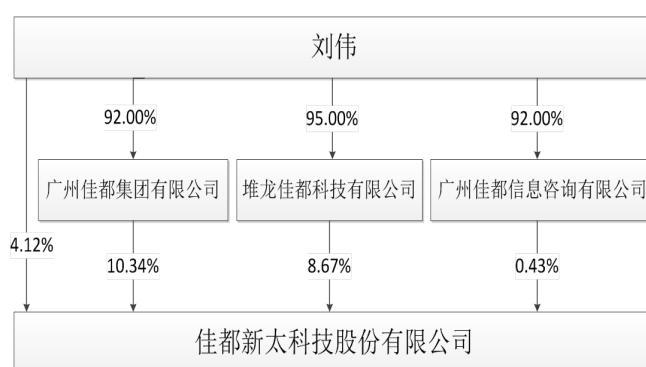 刘伟
92.00% 95.00% 92.00%
广州佳都集团有限公司 堆龙佳都科技有限公司 广州佳都信息咨询有限公司
4.12%
10.34% 8.67% 0.43%
佳都新太科技股份有限公司